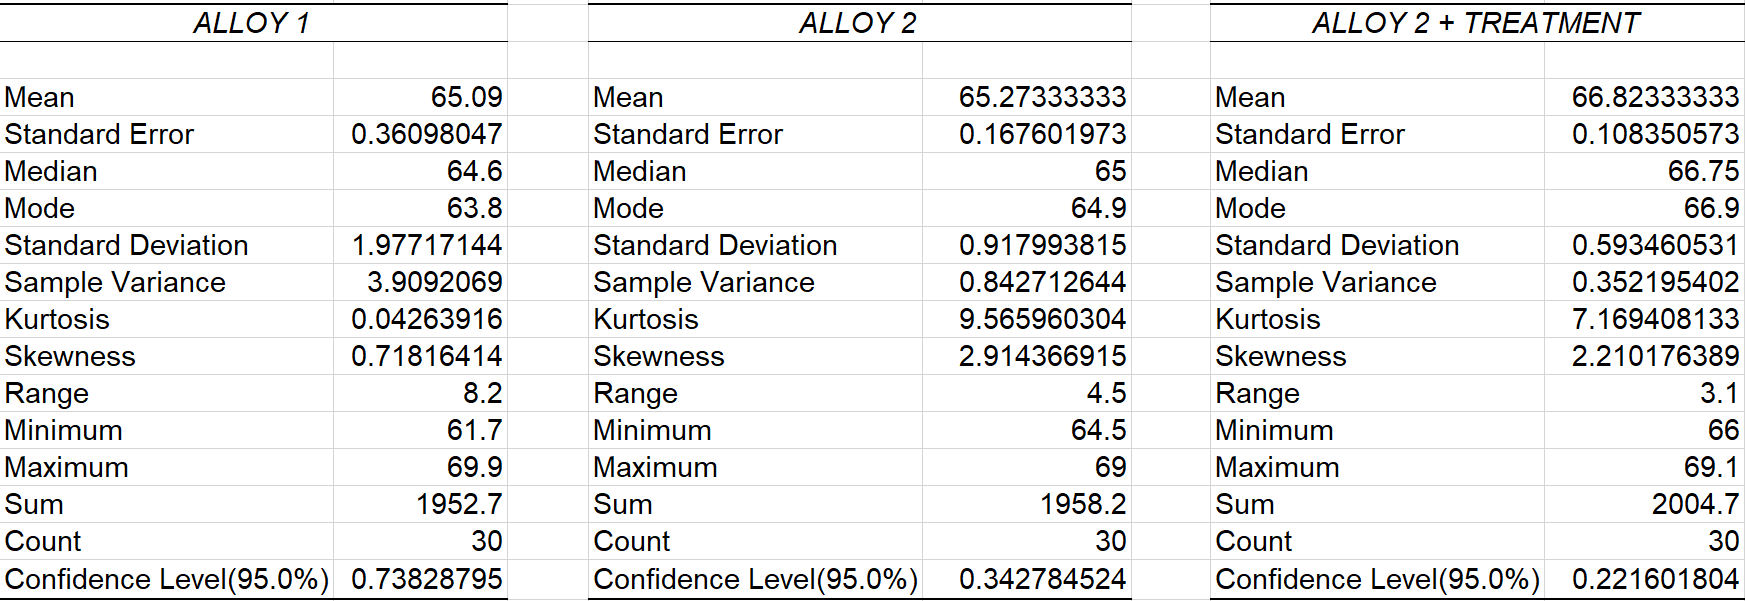 ALLOY 1 ALLOY 2 ALLOY 2 + TREATMENT
Mean 65.09 Mean 65.27333333 Mean 66.82333333
Standard Error 0.36098047 Standard Error 0.167601973 Standard Error 0.108350573
Median 64.6 Median 65 Median 66.75
Mode 63.8 Mode 64.9 Mode 66.9
Standard Deviation 1.97717144 Standard Deviation 0.917993815 Standard Deviation 0.593460531
Sample Variance 3.9092069 Sample Variance 0.842712644 Sample Variance 0.352195402
Kurtosis 0.04263916 Kurtosis 9.565960304 Kurtosis 7.169408133
Skewness 0.71816414 Skewness 2.914366915 Skewness 2.210176389
Range 8.2 Range 4.5 Range 3.1
Minimum 61.7 Minimum 64.5 Minimum 66
Maximum 69.9 Maximum 69 Maximum 69.1
Sum 1952.7 Sum 1958.2 Sum 2004.7
Count 30 Count 30 Count 30
Confidence Level(95.0%) 0.73828795 Confidence Level(95.0%) 0.342784524 Confidence Level(95.0%) 0.221601804